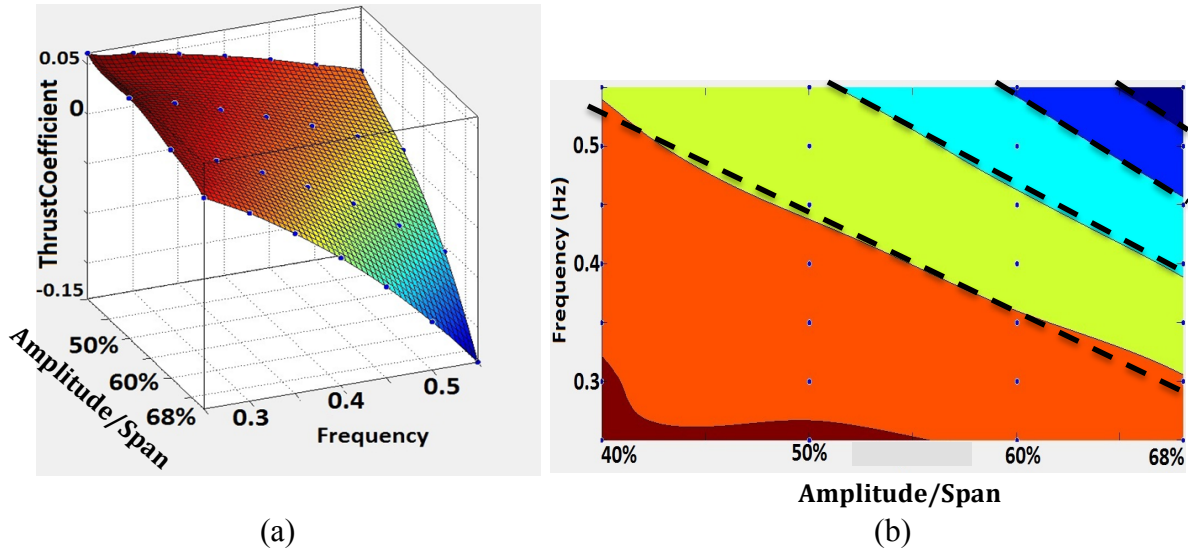 0.05
0
-0.15
ThrustCoefficient
50%
60%
68%
Amplitude/Span
0.3
0.4
0.5
Frequency
(a)
0.5
0.4
0.3
Frequency (Hz)
40%
50%
60%
68%
Amplitude/Span
(b)